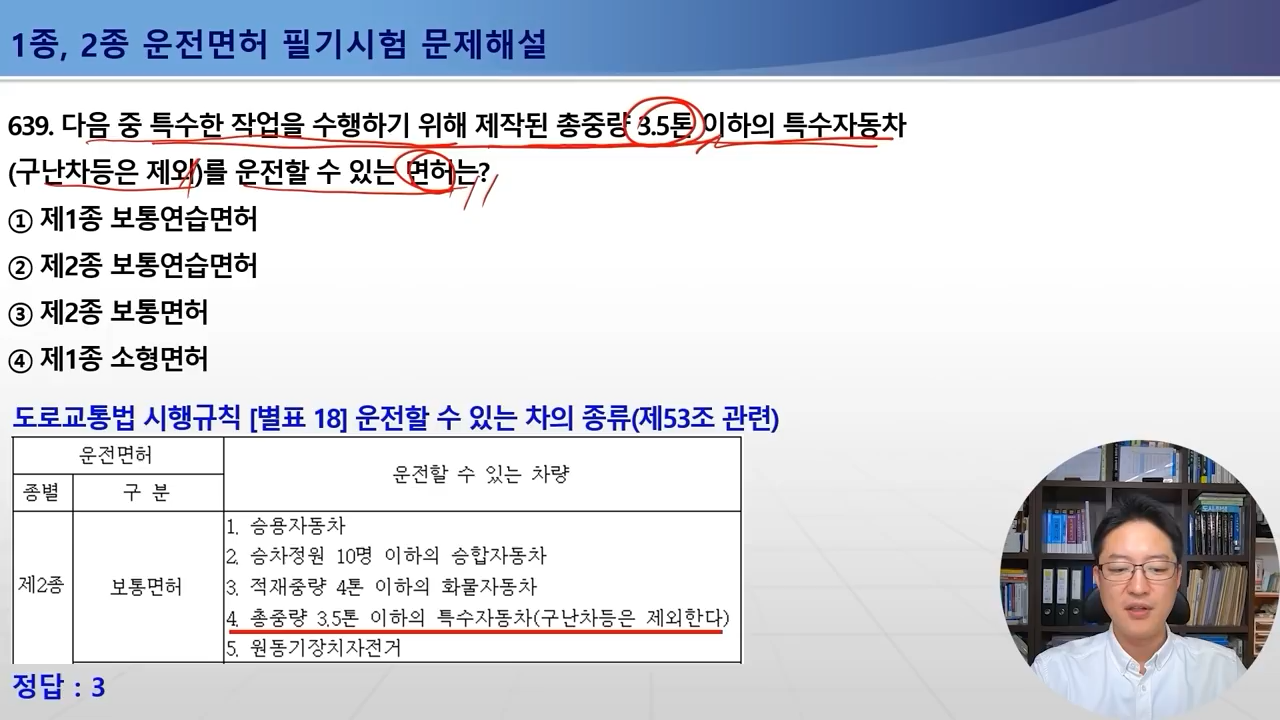 1종, 2종 운전면허 필기시험 문제해설
639. 다음 중 특수한 작업을 수행하기 위해 제작된 총중량 3.5톤 이하의 특수자동차
(구난차등은 제외)를 운전할 수 있는 면허는?
① 제1종 보통연습면허
② 제2종 보통연습면허
③ 제2종 보통면허
④ 제1종 소형면허
도로교통법 시행규칙 [별표 18] 운전할 수 있는 차의 종류(제53조 관련)
운전면허
운전할 수 있는 차량
종별 구 분
1. 승용자동차
2. 승차정원 10명 이하의 승합자동차
제2종 보통면허 3. 적재중량 4톤 이하의 화물자동차
4. 총중량 3.5톤 이하의 특수자동차(구난차등은 제외한다)
5. 원동기장치자전거
정답 : 3